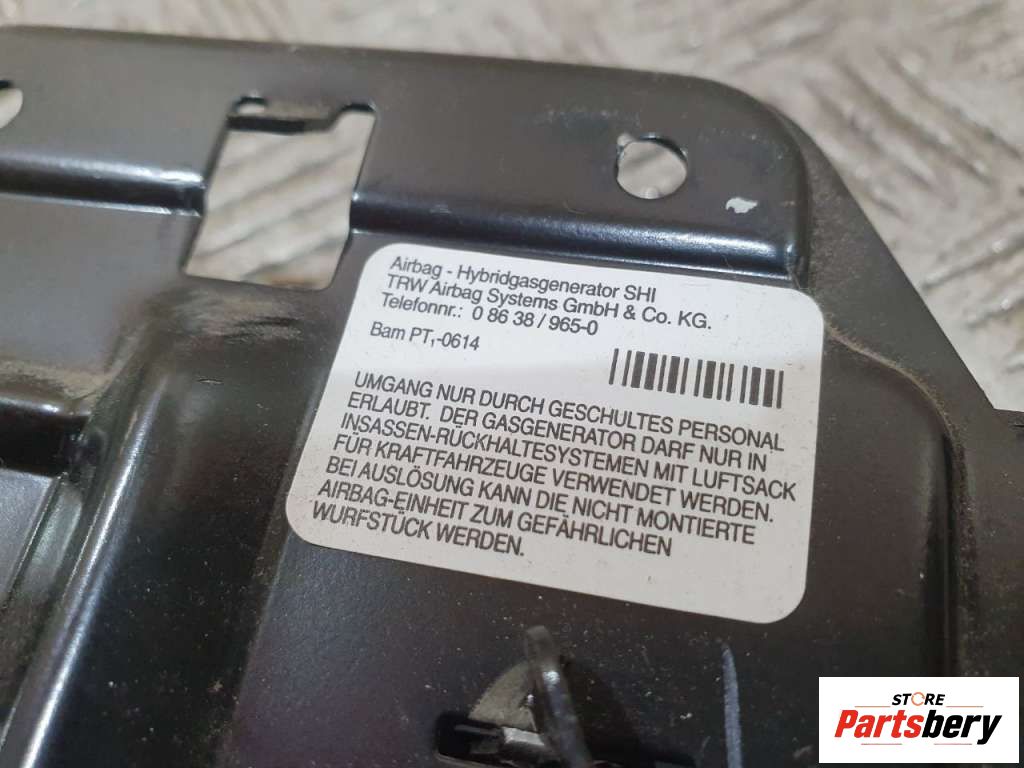 Airbag - Hybridgasgenerator SHI
TRW Airbag Systems GmbH & Co. KG.
Telefonnr.: 0 86 38 / 965-0
Bam PT,-0614
UMGANG NUR DURCH GESCHULTES PERSONAL
ERLAUBT. DER GASGENERATOR DARF NUR IN
INSASSEN-RÜCKHALTESYSTEMEN MIT LUFTSACK
FÜR KRAFTFAHRZEUGE VERWENDET WERDEN.
BEI AUSLÖSUNG KANN DIE NICHT MONTIERTE
AIRBAG-EINHEIT ZUM GEFÄHRLICHEN
WURFSTÜCK WERDEN.
STORE
Partsbery